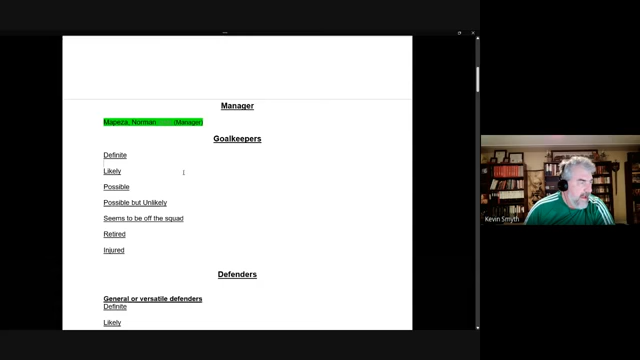 Manager
Mapeza, Norman (Manager)
Goalkeepers
Definite
Likely
Possible
Possible but Unlikely
Seems to be off the squad
Retired
Injured
Defenders
General or versatile defenders
Definite
Likely
Kevin Smyth